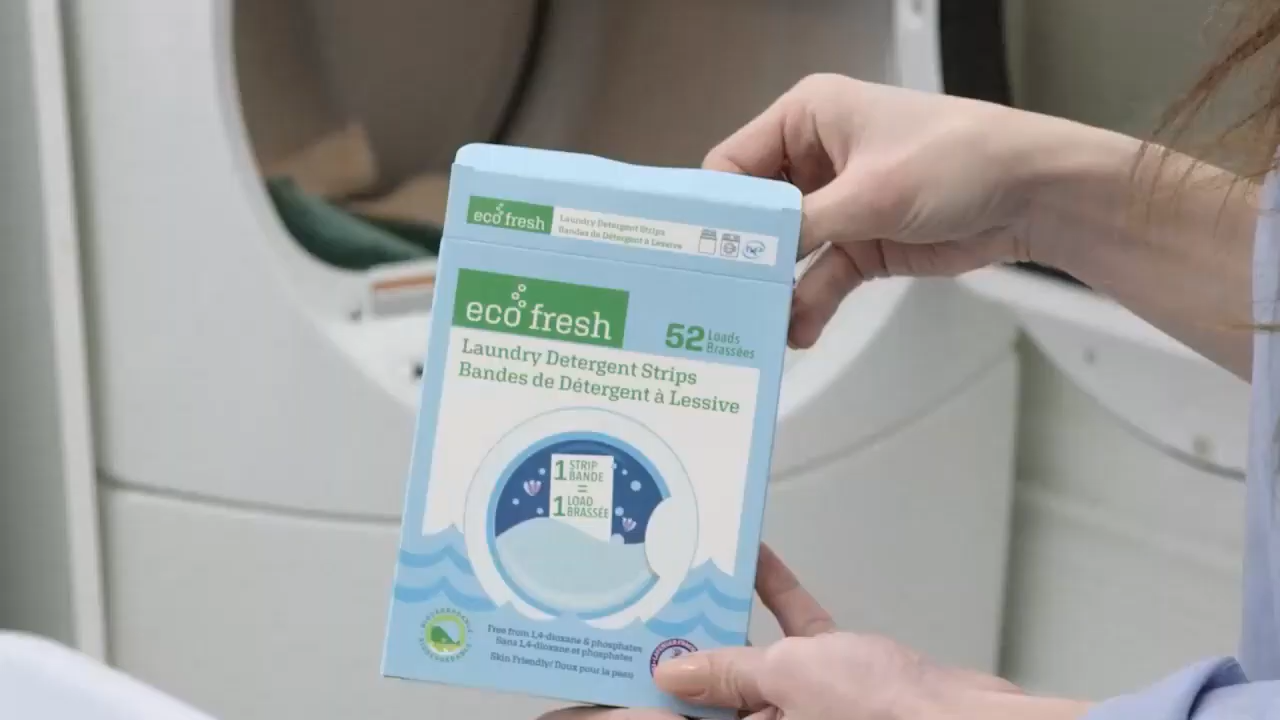 eco fresh
Laundry Detergent Strips
Bandes de Détergent à Lessive
eco fresh
52 Loads
Brassées
Laundry Detergent Strips
Bandes de Détergent à Lessive
1 STRIP
BANDE
=
1 LOAD
BRASSÉE
BIODEGRADABLE
Free from 1,4-dioxane & phosphates
Sans 1,4-dioxane et phosphates
Skin Friendly/ Doux pour la peau